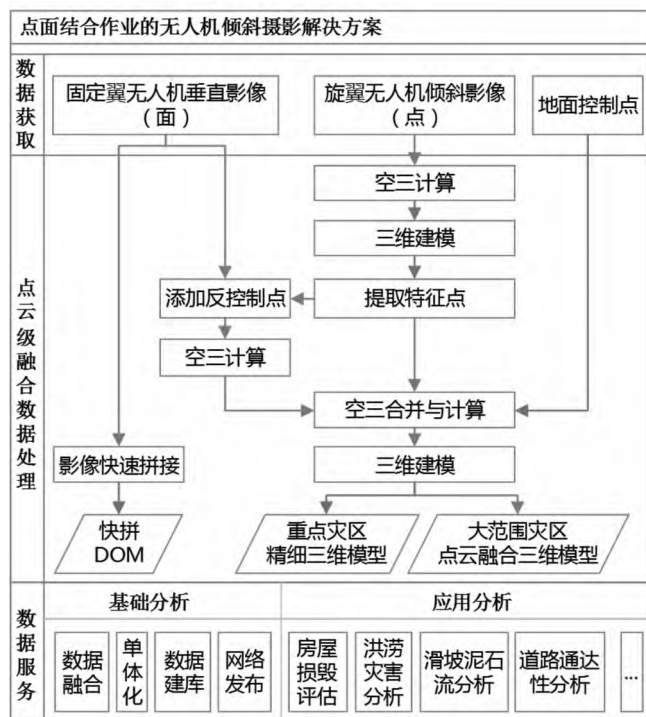 点面结合作业的无人机倾斜摄影解决方案
数据获取
固定翼无人机垂直影像
（面）
旋翼无人机倾斜影像
（点）
地面控制点
点云级融合数据处理
空三计算
三维建模
添加反控制点
提取特征点
空三计算
空三合并与计算
影像快速拼接
三维建模
快拼
DOM
重点灾区
精细三维模型
大范围灾区
点云融合三维模型
数据服务
基础分析
应用分析
数据
融合
单
体
化
数据
建库
网络
发布
房屋
损毁
评估
洪涝
灾害
分析
滑坡泥石
流分析
道路通达
性分析
...